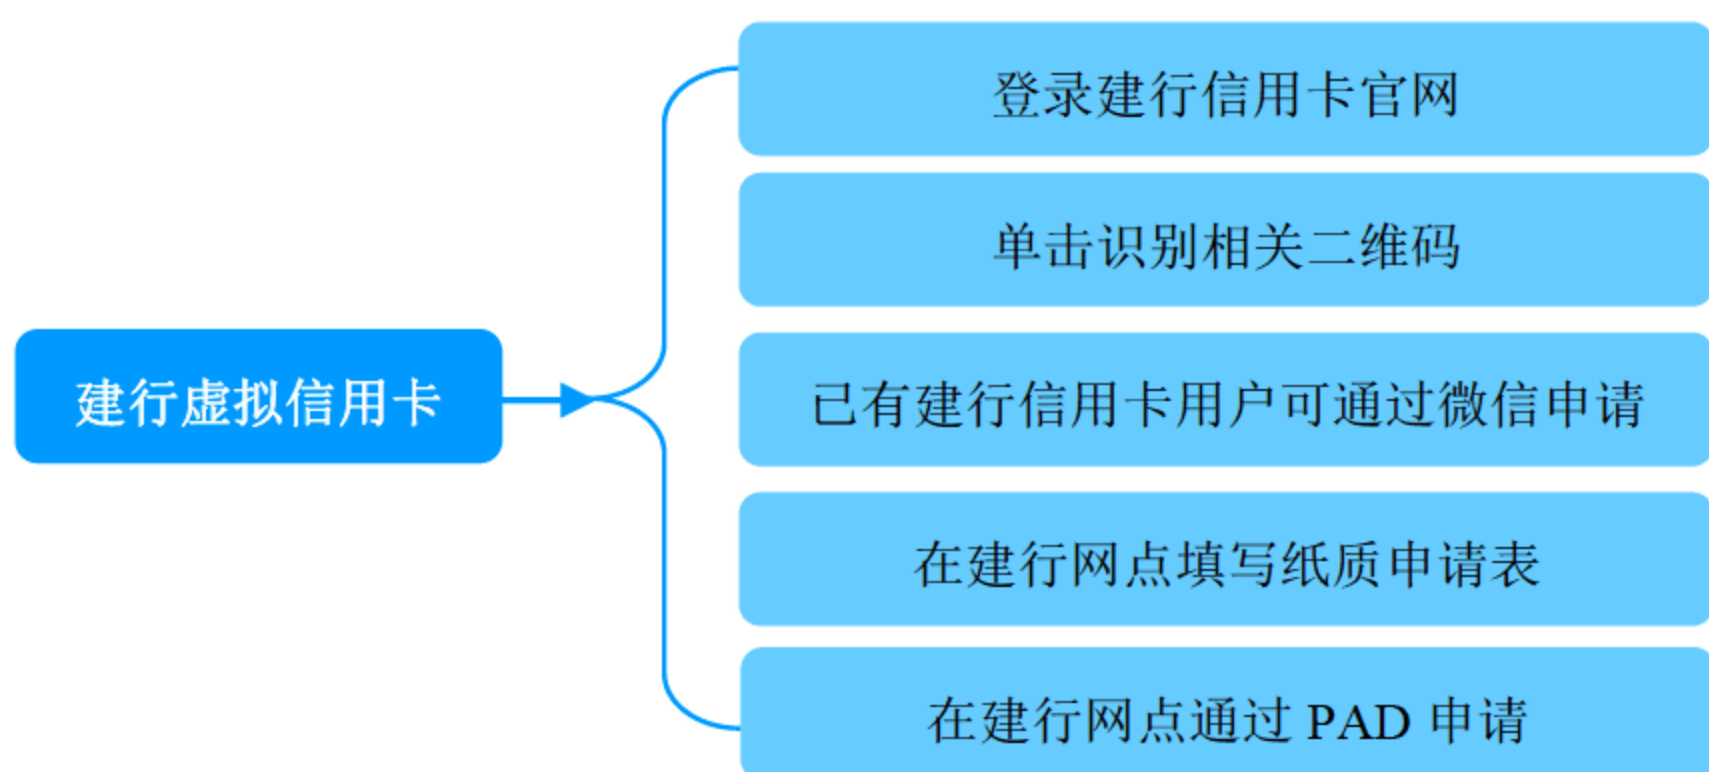 登录建行信用卡官网
单击识别相关二维码
建行虚拟信用卡
已有建行信用卡用户可通过微信申请
在建行网点填写纸质申请表
在建行网点通过 PAD 申请